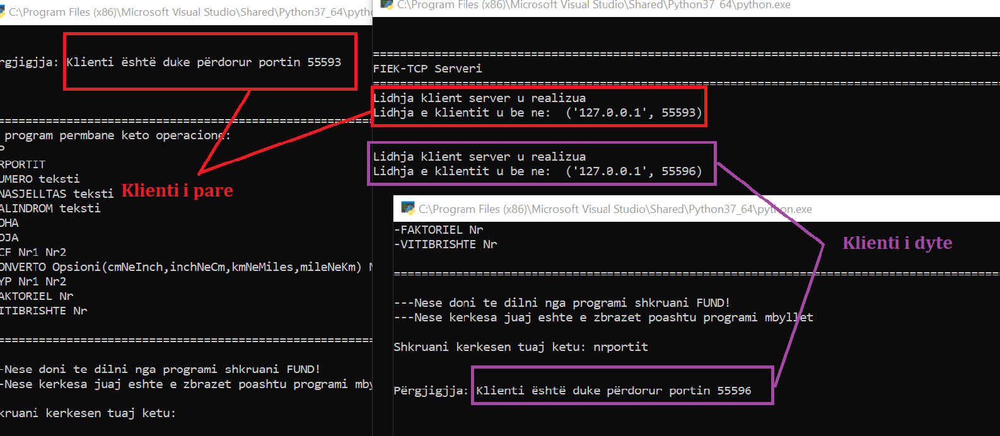 C:\Program Files (x86)\Microsoft Visual Studio\Shared\Python37_64\pytho
rgjigjja: Klienti është duke përdorur portin 55593
================================================================
program permbane keto operacione:
P
RPORTIT
UMERO teksti
NASJELLTAS teksti
ALINDROM teksti
OHA
OJA
CF Nr1 Nr2
ONVERTO Opsioni(cmNeInch,inchNeCm,kmNeMiles,mileNeKm) N
YP Nr1 Nr2
AKTORIEL Nr
ITIBRISHTE Nr
================================================================
-Nese doni te dilni nga programi shkruani FUND!
-Nese kerkesa juaj eshte e zbrazet poashtu programi mby
kruani kerkesen tuaj ketu:
Klienti i pare
C:\Program Files (x86)\Microsoft Visual Studio\Shared\Python37_64\python.exe
================================================================
FIEK-TCP Serveri
================================================================
Lidhja klient server u realizua
Lidhja e klientit u be ne:  ('127.0.0.1', 55593)
Lidhja klient server u realizua
Lidhja e klientit u be ne:  ('127.0.0.1', 55596)
C:\Program Files (x86)\Microsoft Visual Studio\Shared\Python37_64\python.exe
-FAKTORIEL Nr
-VITIBRISHTE Nr
================================================================
---Nese doni te dilni nga programi shkruani FUND!
---Nese kerkesa juaj eshte e zbrazet poashtu programi mbyllet
Shkruani kerkesen tuaj ketu: nrportit
Përgjigjja: Klienti është duke përdorur portin 55596
Klienti i dyte